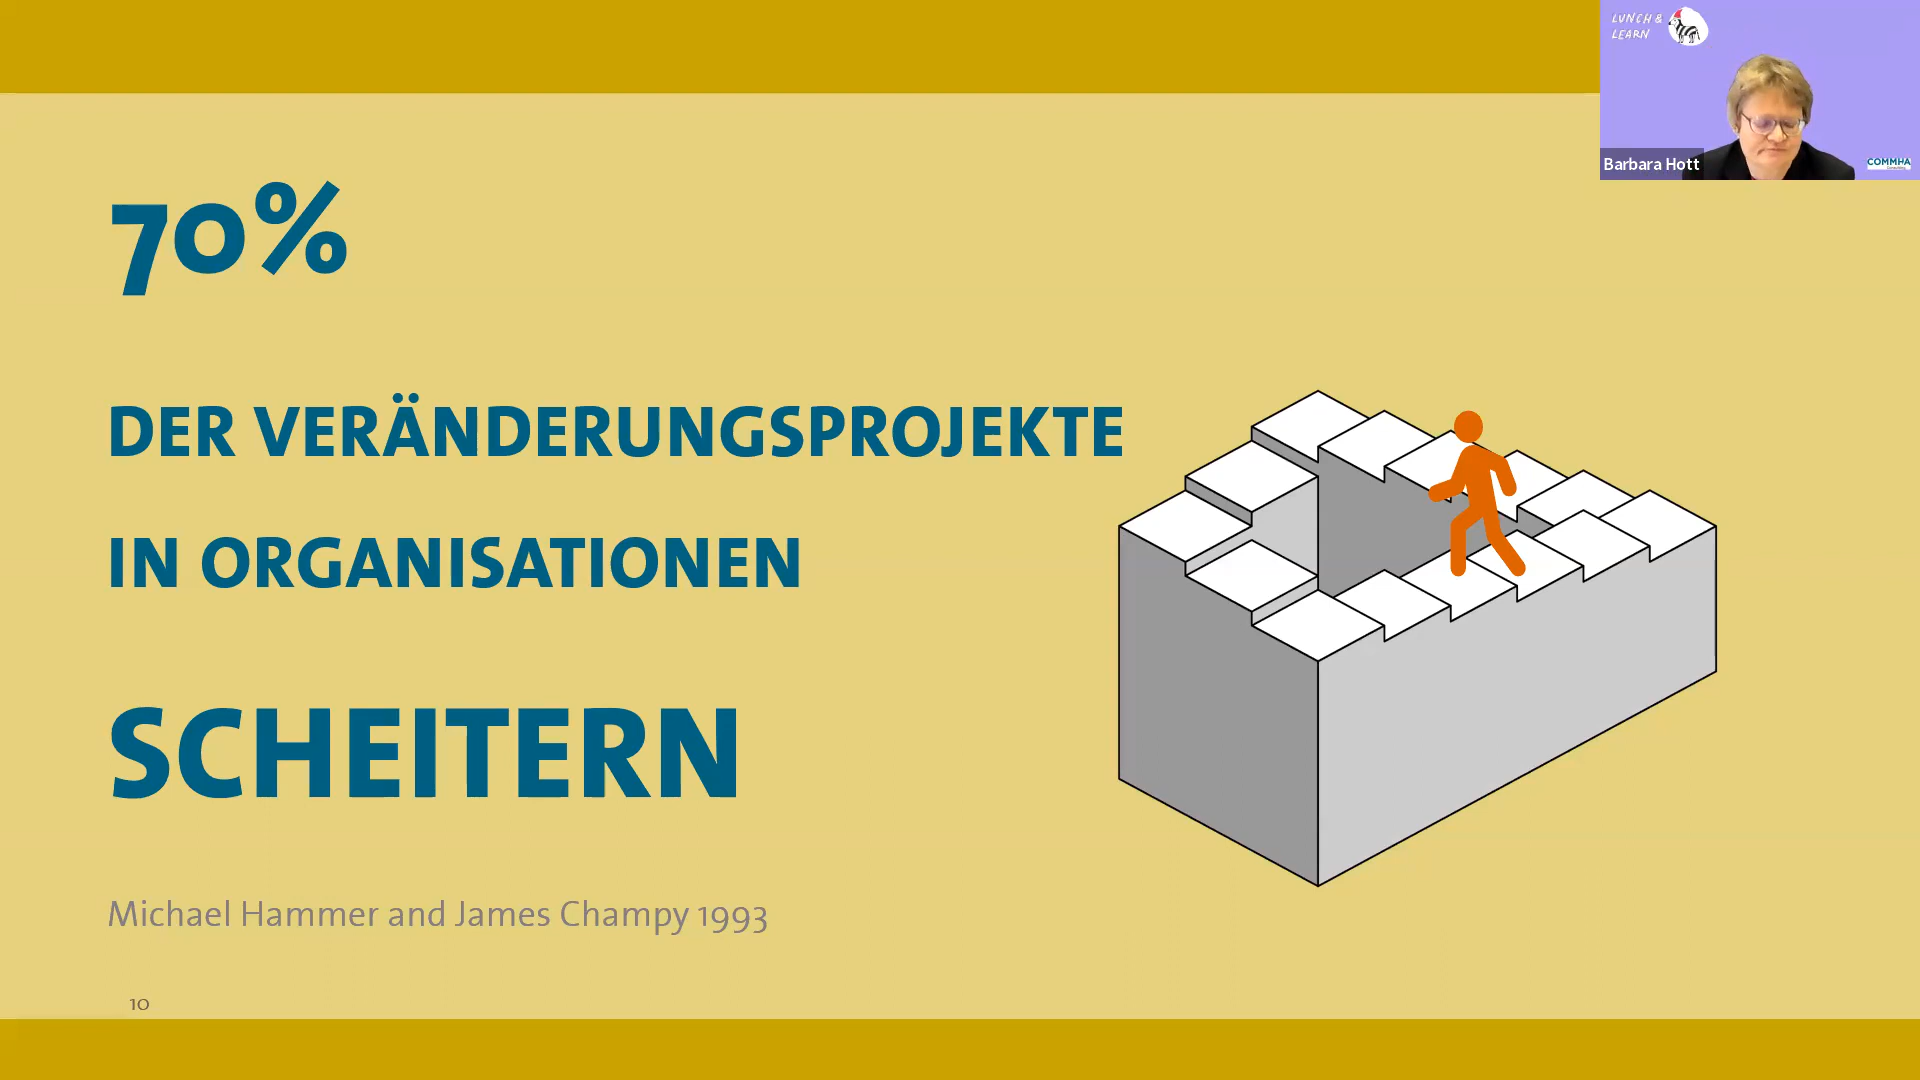 LUNCH &
LEARN
Barbara Hott
COMMHA
70%
DER VERÄNDERUNGSPROJEKTE
IN ORGANISATIONEN
SCHEITERN
Michael Hammer and James Champy 1993
10